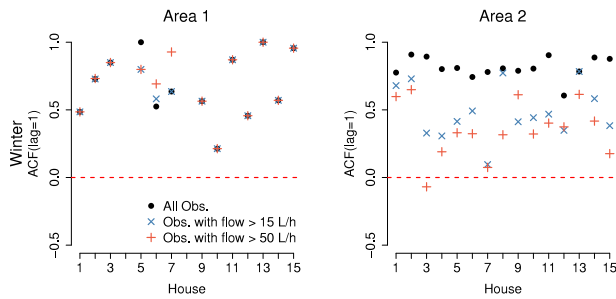 Area 1
Area 2
Winter
ACF(lag=1)
1.0
0.5
0.0
−0.5
All Obs.
Obs. with flow > 15 L/h
Obs. with flow > 50 L/h
1 3 5 7 9 11 13 15
House
ACF(lag=1)
1.0
0.5
0.0
−0.5
1 3 5 7 9 11 13 15
House